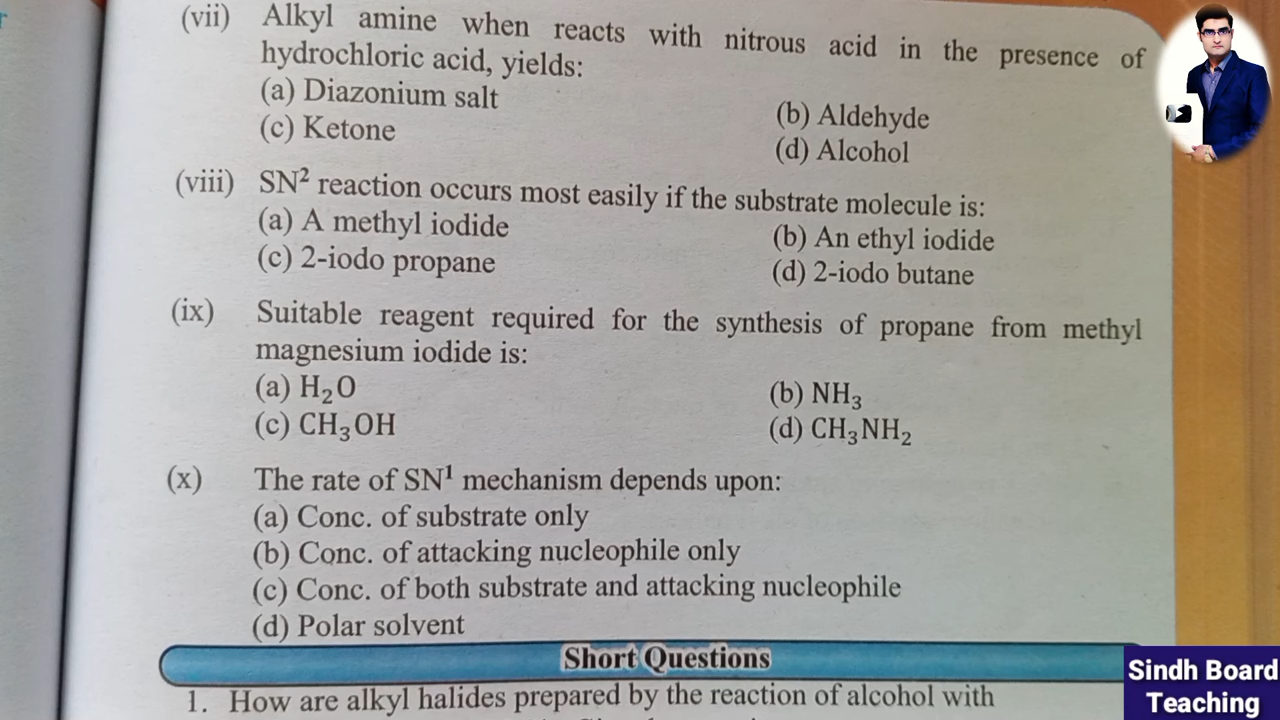 (vii) Alkyl amine when reacts with nitrous acid in the presence of
hydrochloric acid, yields:
(a) Diazonium salt (b) Aldehyde
(c) Ketone (d) Alcohol
(viii) SN² reaction occurs most easily if the substrate molecule is:
(a) A methyl iodide (b) An ethyl iodide
(c) 2-iodo propane (d) 2-iodo butane
(ix) Suitable reagent required for the synthesis of propane from methyl
magnesium iodide is:
(a) H₂O (b) NH₃
(c) CH₃OH (d) CH₃NH₂
(x) The rate of SN¹ mechanism depends upon:
(a) Conc. of substrate only
(b) Conc. of attacking nucleophile only
(c) Conc. of both substrate and attacking nucleophile
(d) Polar solvent
Short Questions
1. How are alkyl halides prepared by the reaction of alcohol with
Sindh Board
Teaching